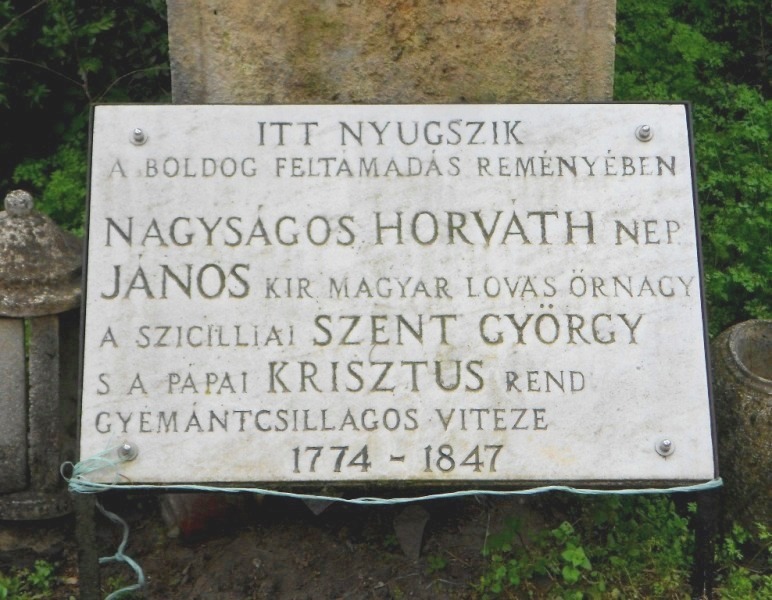 ITT NYUGSZIK
A BOLDOG FELTÁMADÁS REMÉNYÉBEN
NAGYSÁGOS HORVÁTH NEP
JÁNOS KIR MAGYAR LOVAS ŐRNAGY
A SZICILLIAI SZENT GYÖRGY
S A PÁPAI KRISZTUS REND
GYÉMÁNTCSILLAGOS VITÉZE
1774 - 1847